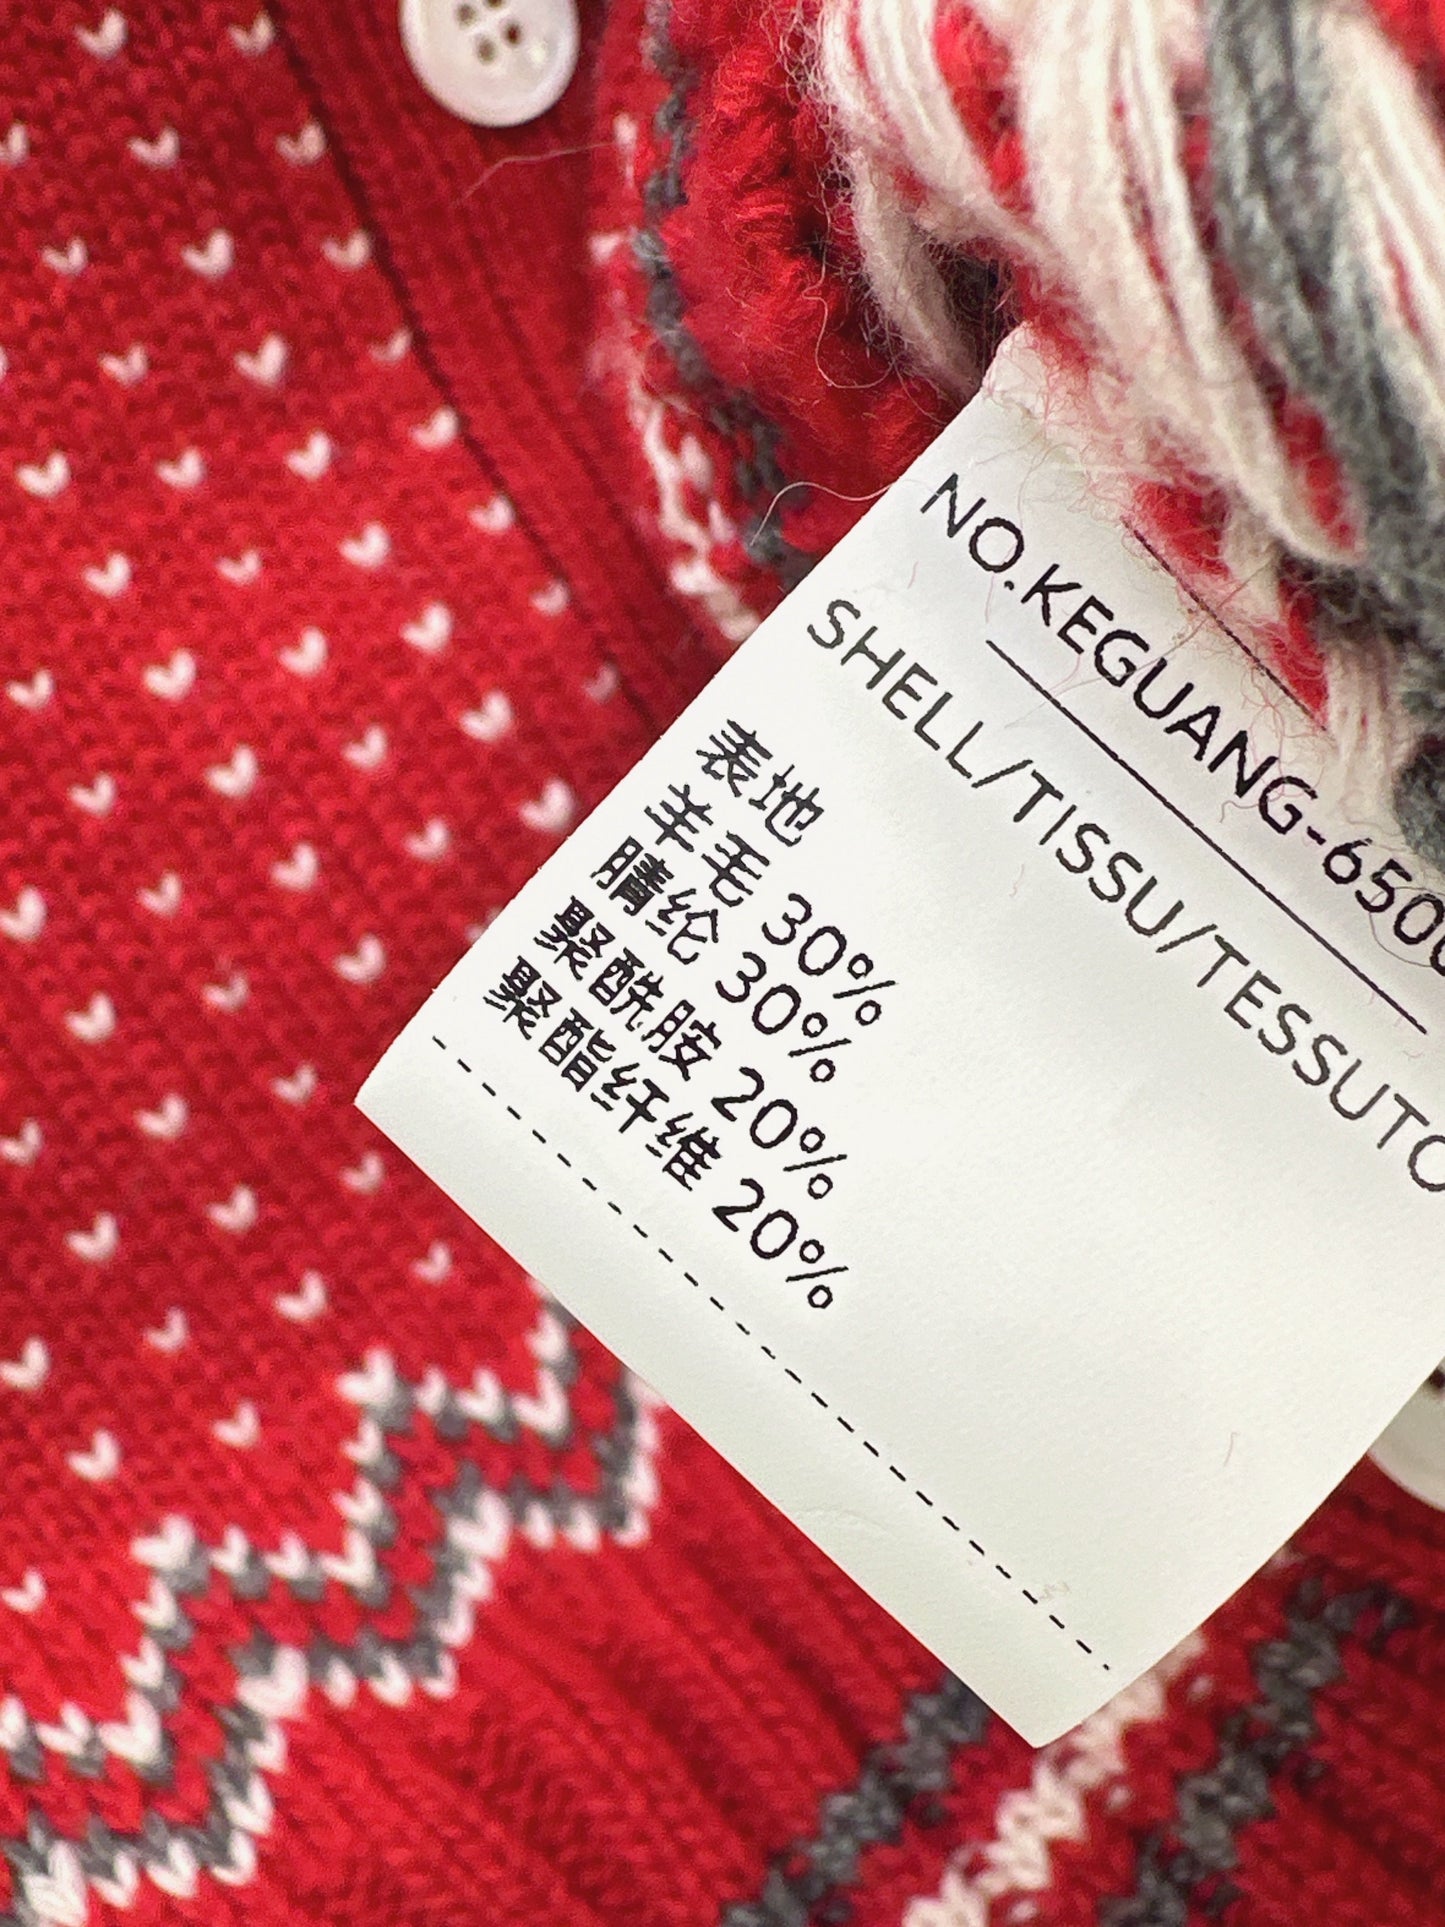 NO.KEGUANG-650
SHELL/TISSU/TESSUTO
表地
羊毛 30%
腈纶 30%
聚酰胺 20%
聚酯纤维 20%